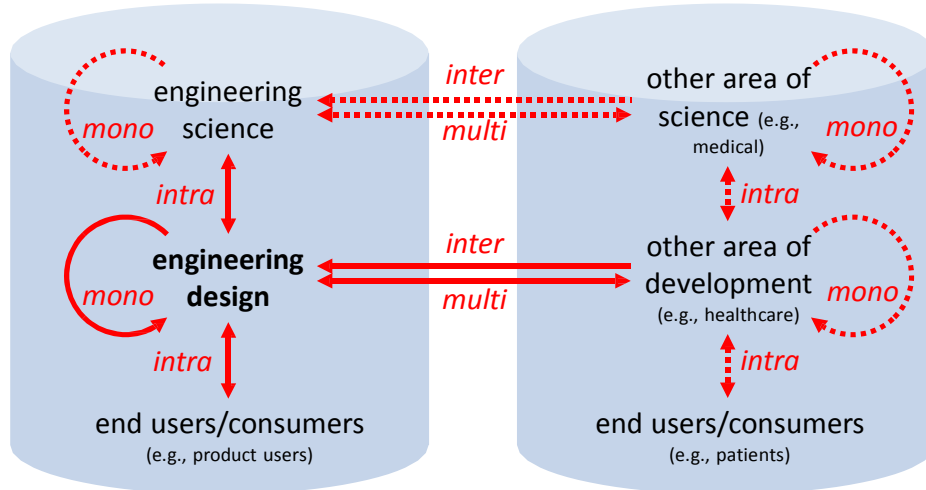 engineering
science
mono
intra
engineering
design
mono
intra
end users/consumers
(e.g., product users)
inter
multi
inter
multi
other area of
science (e.g.,
medical)
mono
intra
other area of
development
(e.g., healthcare)
mono
intra
end users/consumers
(e.g., patients)